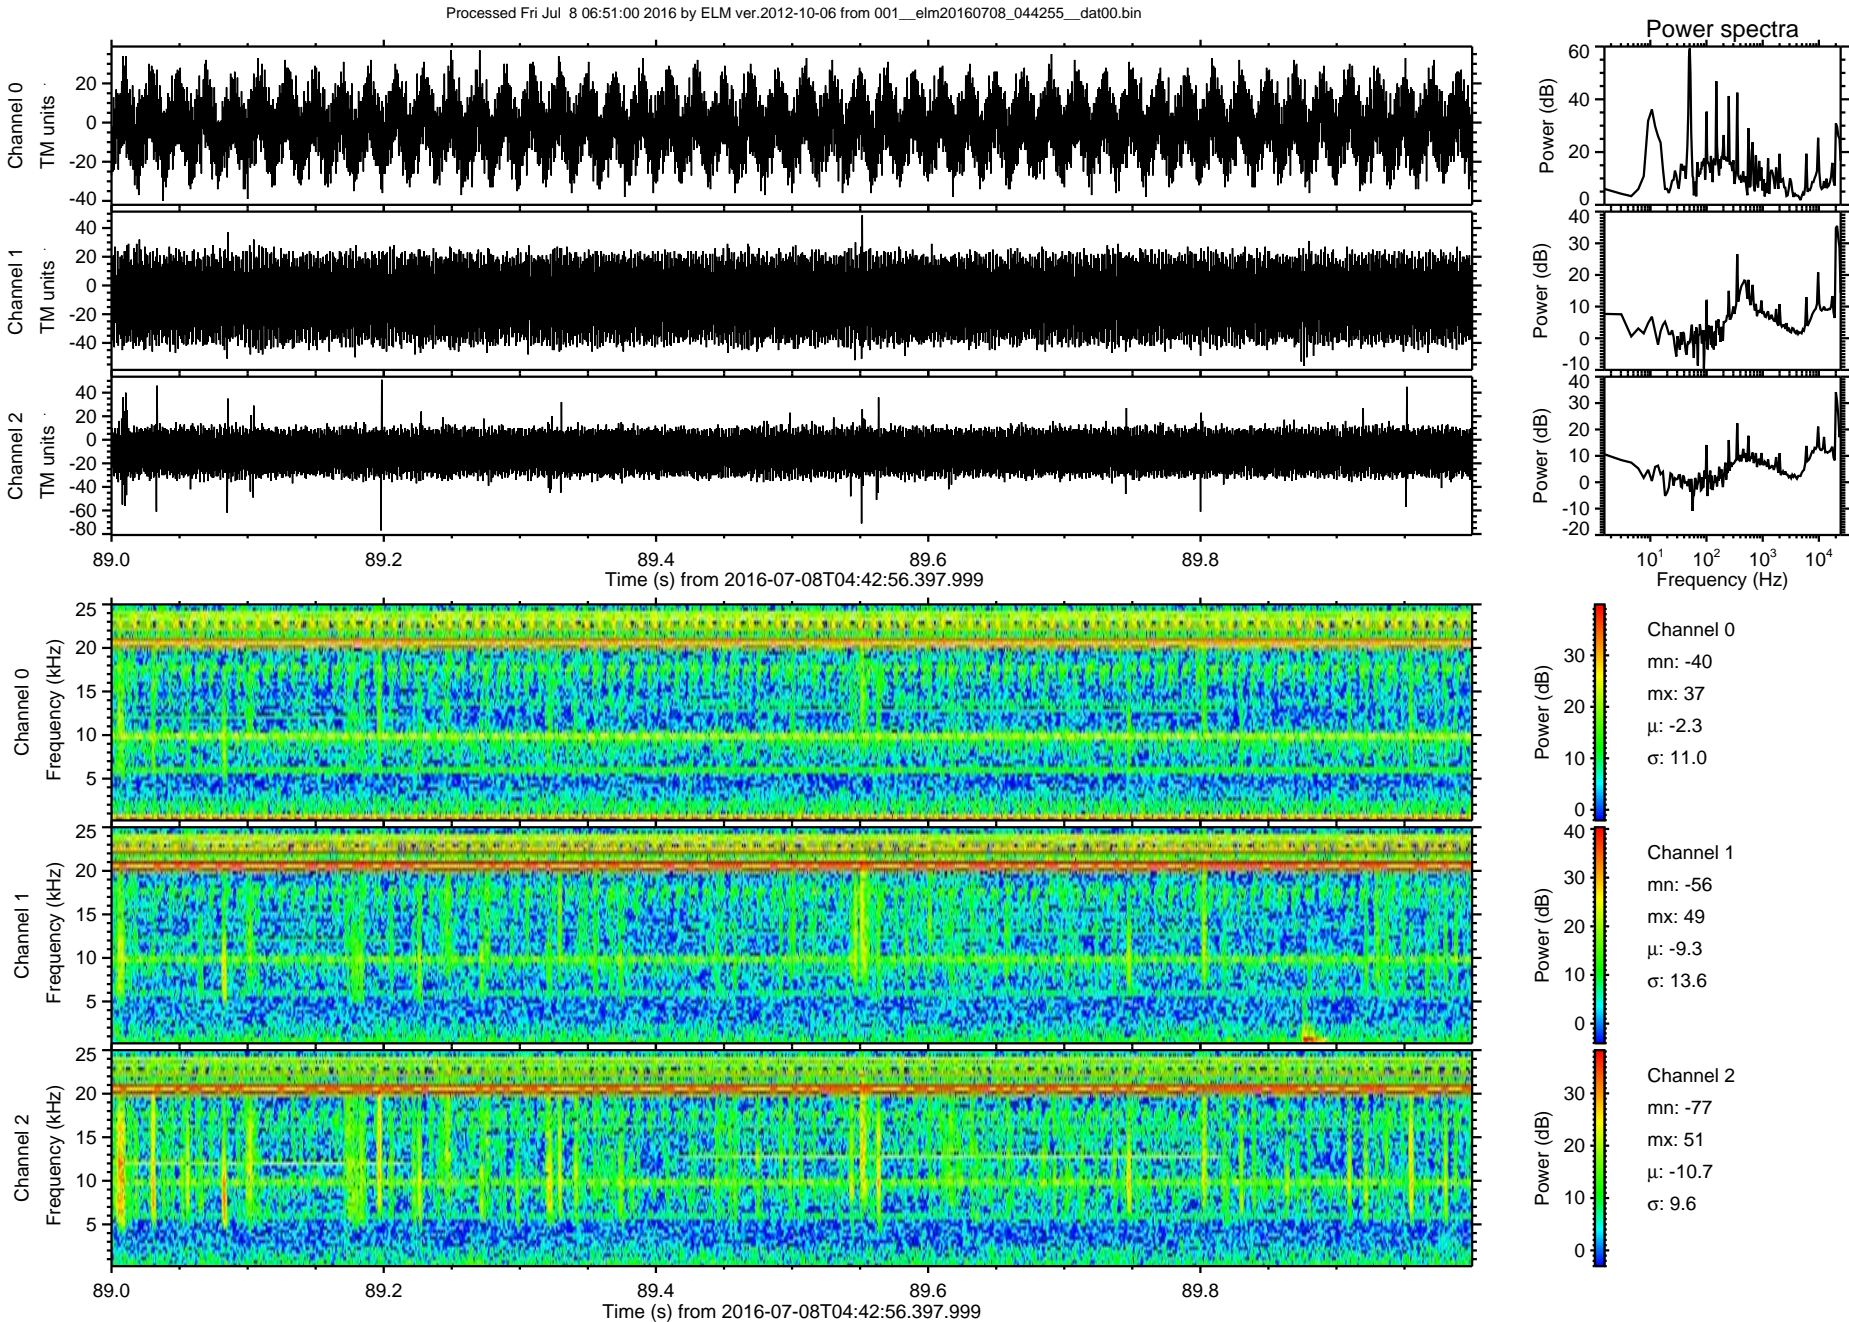 Processed Fri Jul 8 06:51:00 2016 by ELM ver.2012-10-06 from 001__elm20160708_044255__dat00.bin
Power spectra
Channel 0
TM units
20
0
-20
-40
Power (dB)
60
40
20
0
Channel 1
TM units
40
20
0
-20
-40
Power (dB)
40
30
20
10
0
-10
Channel 2
TM units
40
20
0
-20
-40
-60
-80
Power (dB)
40
30
20
10
0
-10
-20
89.0 89.2 89.4 89.6 89.8
Time (s) from 2016-07-08T04:42:56.397.999
10¹ 10² 10³ 10⁴
Frequency (Hz)
Channel 0
Frequency (kHz)
25
20
15
10
5
Power (dB)
30
20
10
0
Channel 0
mn: -40
mx: 37
μ: -2.3
σ: 11.0
Channel 1
Frequency (kHz)
25
20
15
10
5
Power (dB)
40
30
20
10
0
Channel 1
mn: -56
mx: 49
μ: -9.3
σ: 13.6
Channel 2
Frequency (kHz)
25
20
15
10
5
Power (dB)
30
20
10
0
Channel 2
mn: -77
mx: 51
μ: -10.7
σ: 9.6
89.0 89.2 89.4 89.6 89.8
Time (s) from 2016-07-08T04:42:56.397.999